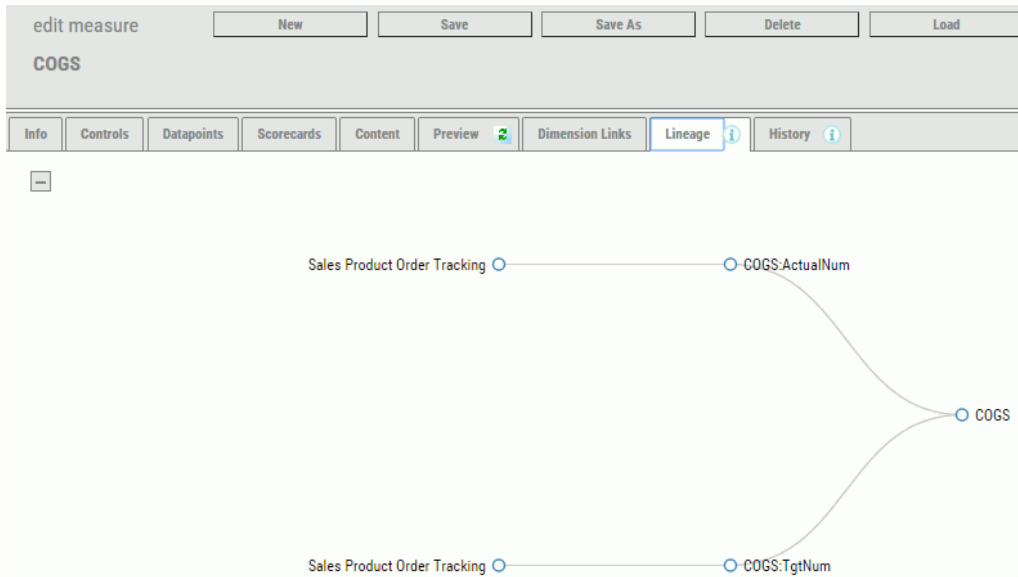 edit measure New Save Save As Delete Load
COGS
Info Controls Datapoints Scorecards Content Preview Dimension Links Lineage i History i
Sales Product Order Tracking COGS:ActualNum
COGS
Sales Product Order Tracking COGS:TgtNum